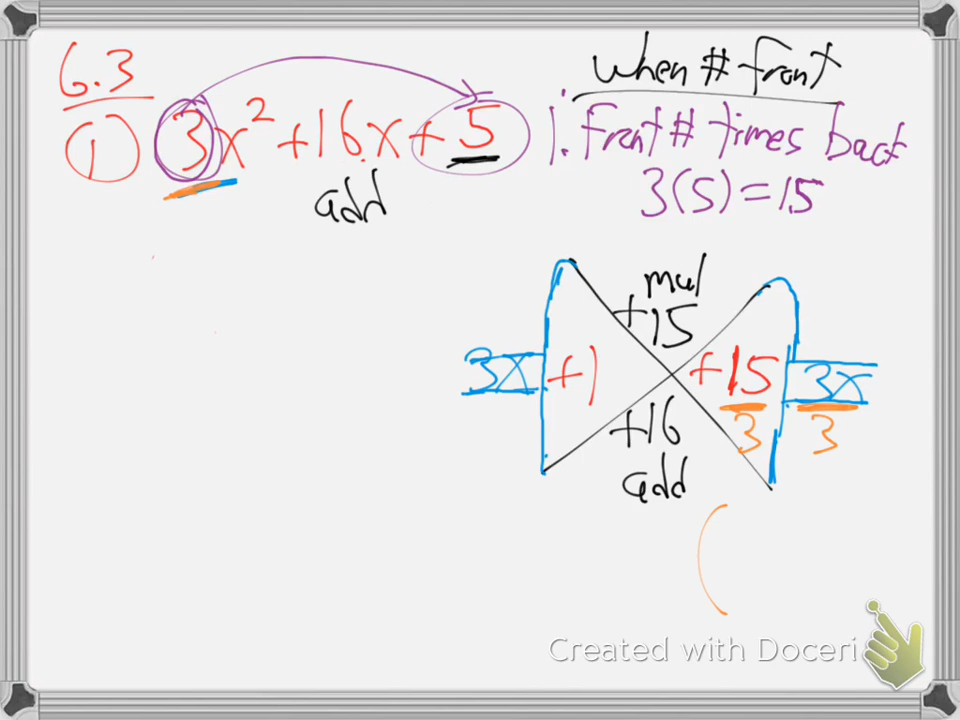 6.3
when # front
① 3x² + 16x + 5
add
1. Front # times back
3(5) = 15
mul
+15
3x +1 +15 3x
3 3
+16
add
(
Created with Doceri